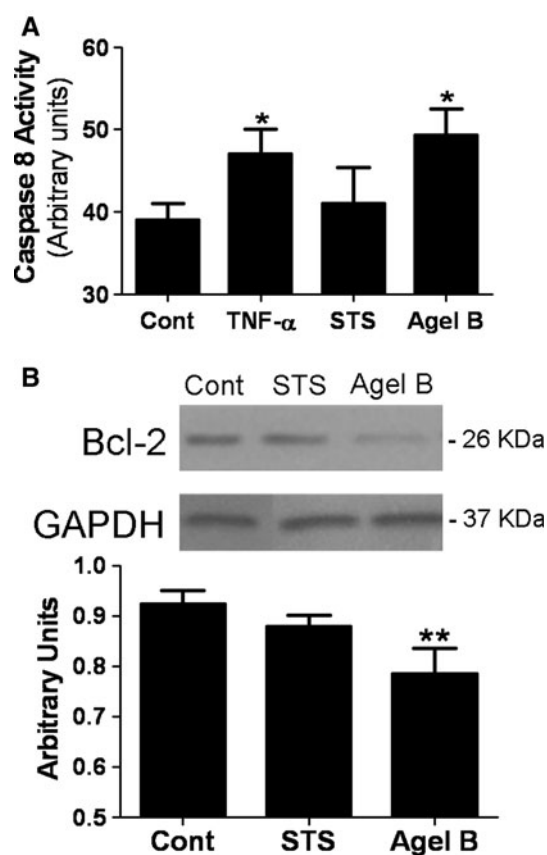 A
Caspase 8 Activity
(Arbitrary units)
60
50
40
30
* *
Cont TNF-α STS Agel B
B
Cont STS Agel B
Bcl-2 - 26 KDa
GAPDH - 37 KDa
Arbitrary Units
1.0
0.9
0.8
0.7
0.6
0.5
**
Cont STS Agel B